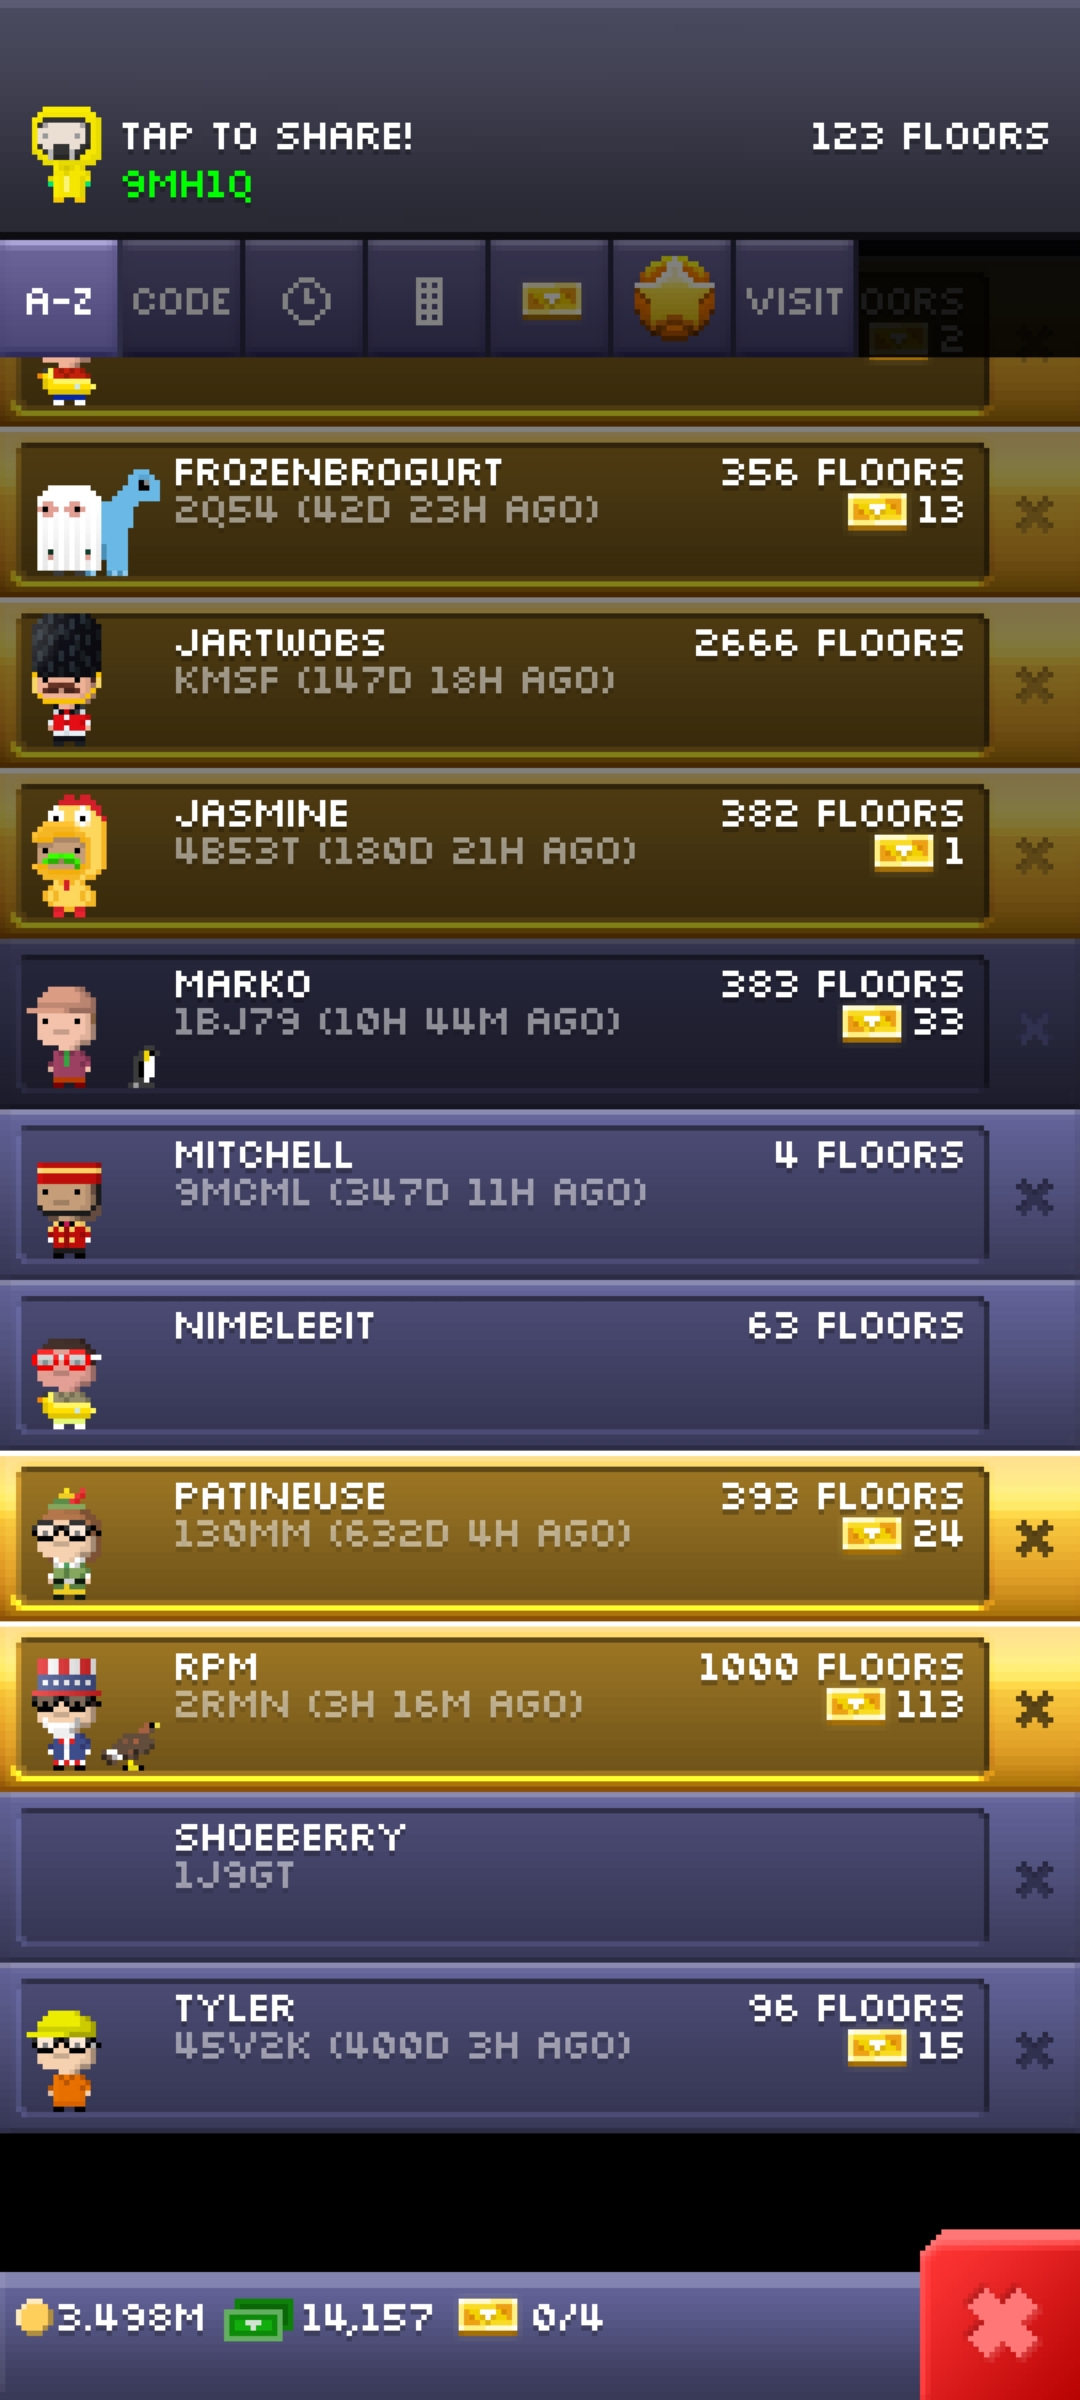 TAP TO SHARE!
123 FLOORS
9MH1Q
A-Z
CODE
VISIT
2
FROZENBROGURT
356 FLOORS
2Q54 (42D 23H AGO)
13
JARTWOBS
2666 FLOORS
KMSF (147D 18H AGO)
JASMINE
382 FLOORS
4B53T (180D 21H AGO)
1
MARKO
383 FLOORS
1BJ79 (10H 44M AGO)
33
MITCHELL
4 FLOORS
9MCML (347D 11H AGO)
NIMBLEBIT
63 FLOORS
PATINEUSE
393 FLOORS
130MM (632D 4H AGO)
24
RPM
1000 FLOORS
2RMN (3H 16M AGO)
113
SHOEBERRY
1J9GT
TYLER
96 FLOORS
45V2K (400D 3H AGO)
15
3.498M
14,157
0/4